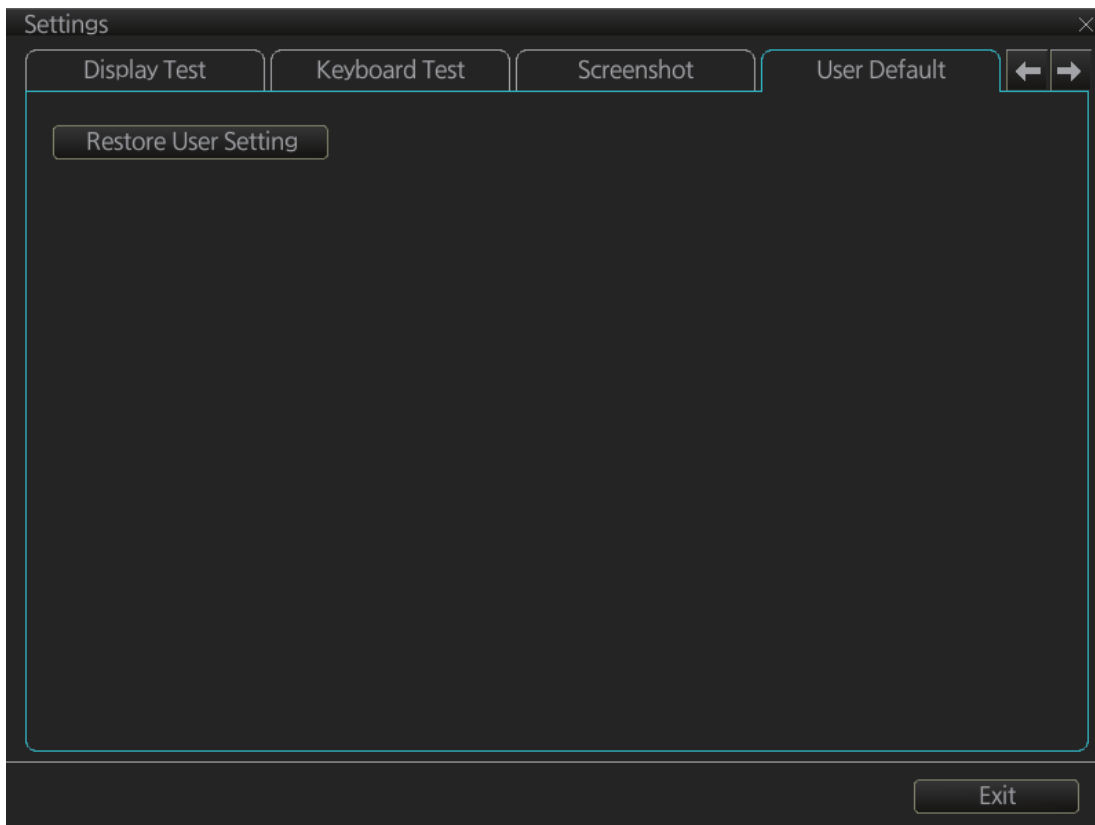 Settings
Display Test
Keyboard Test
Screenshot
User Default
Restore User Setting
Exit